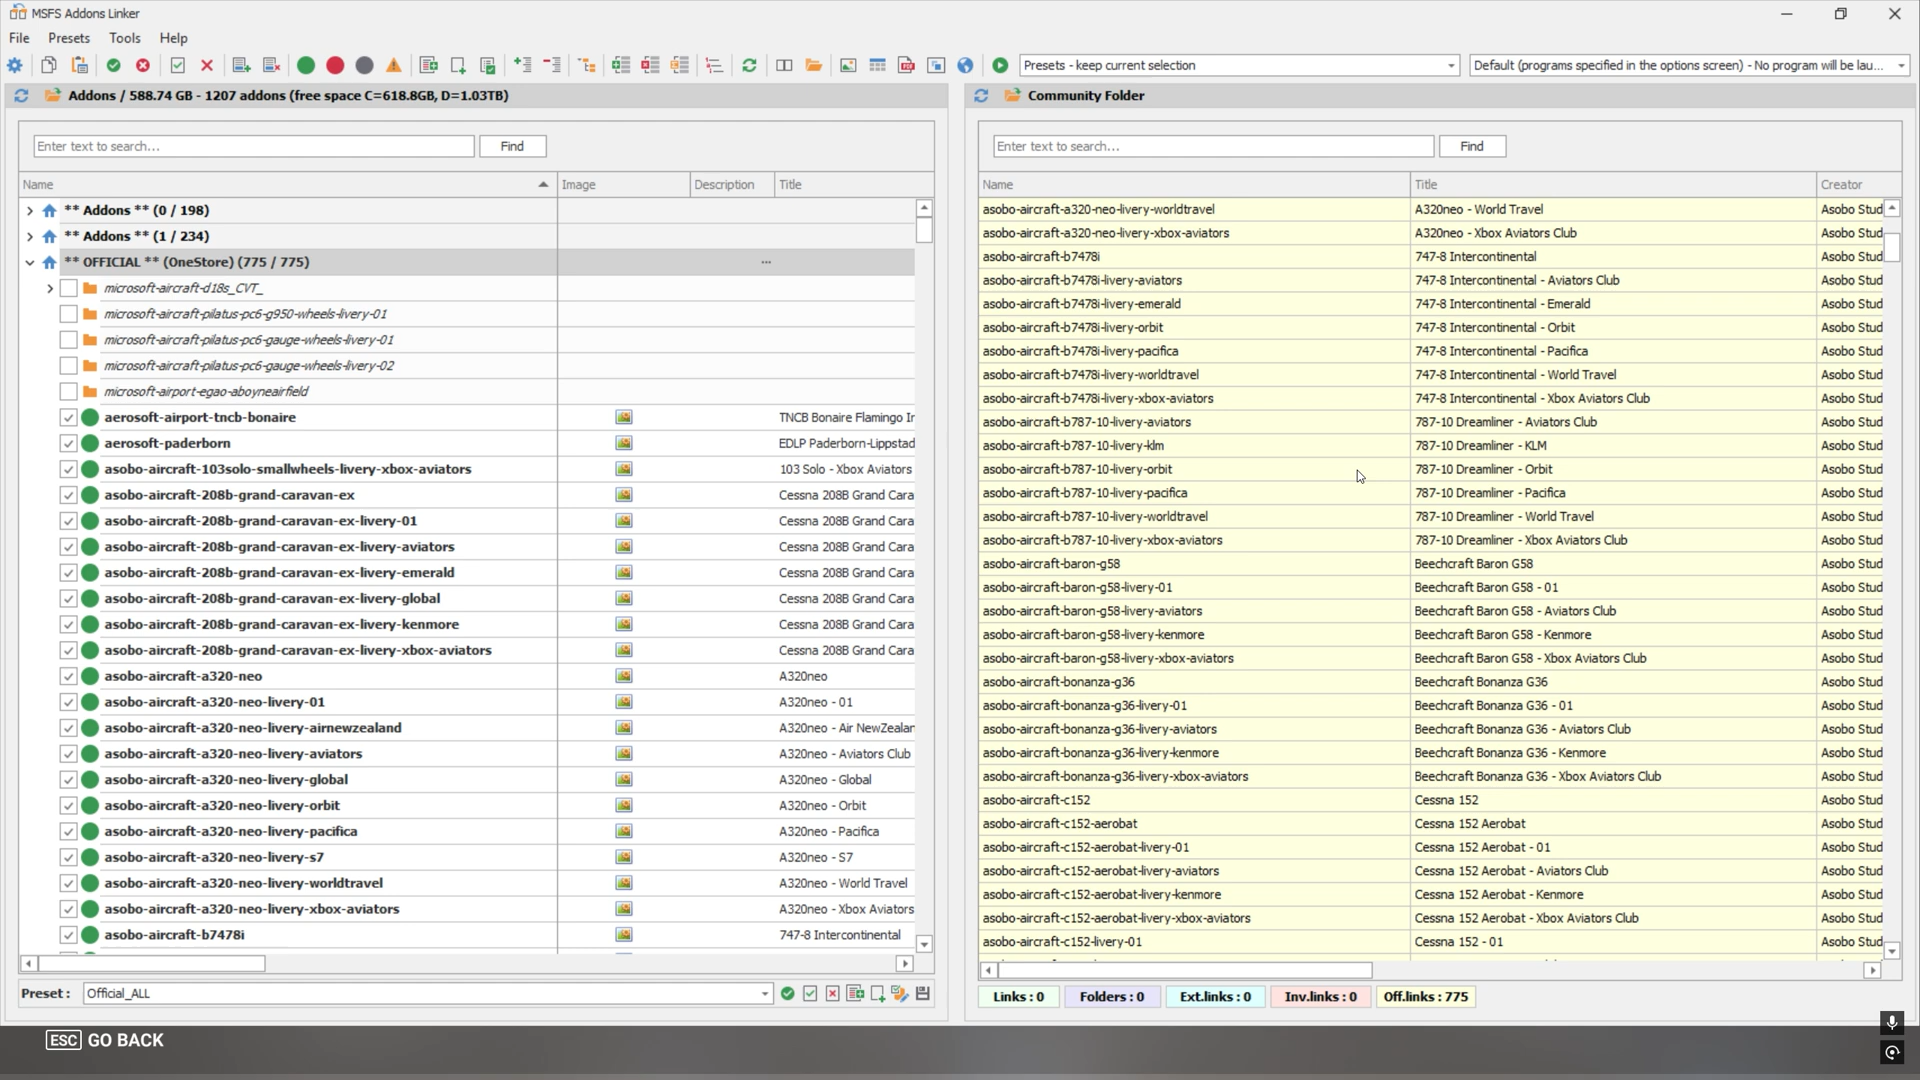 MSFS Addons Linker
File Presets Tools Help
Presets - keep current selection
Default (programs specified in the options screen) - No program will be lau...
Addons / 588.74 GB - 1207 addons (free space C=618.8GB, D=1.03TB)
Enter text to search...
Find
Name Image Description Title
** Addons ** (0 / 198)
** Addons ** (1 / 234)
** OFFICIAL ** (OneStore) (775 / 775) ...
microsoft-aircraft-d18s_CVT_
microsoft-aircraft-pilatus-pc6-g950-wheels-livery-01
microsoft-aircraft-pilatus-pc6-gauge-wheels-livery-01
microsoft-aircraft-pilatus-pc6-gauge-wheels-livery-02
microsoft-airport-egao-aboyneairfield
aerosoft-airport-tncb-bonaire TNCB Bonaire Flamingo Ir
aerosoft-paderborn EDLP Paderborn-Lippstad
asobo-aircraft-103solo-smallwheels-livery-xbox-aviators 103 Solo - Xbox Aviators
asobo-aircraft-208b-grand-caravan-ex Cessna 208B Grand Cara
asobo-aircraft-208b-grand-caravan-ex-livery-01 Cessna 208B Grand Cara
asobo-aircraft-208b-grand-caravan-ex-livery-aviators Cessna 208B Grand Cara
asobo-aircraft-208b-grand-caravan-ex-livery-emerald Cessna 208B Grand Cara
asobo-aircraft-208b-grand-caravan-ex-livery-global Cessna 208B Grand Cara
asobo-aircraft-208b-grand-caravan-ex-livery-kenmore Cessna 208B Grand Cara
asobo-aircraft-208b-grand-caravan-ex-livery-xbox-aviators Cessna 208B Grand Cara
asobo-aircraft-a320-neo A320neo
asobo-aircraft-a320-neo-livery-01 A320neo - 01
asobo-aircraft-a320-neo-livery-airnewzealand A320neo - Air NewZealan
asobo-aircraft-a320-neo-livery-aviators A320neo - Aviators Club
asobo-aircraft-a320-neo-livery-global A320neo - Global
asobo-aircraft-a320-neo-livery-orbit A320neo - Orbit
asobo-aircraft-a320-neo-livery-pacifica A320neo - Pacifica
asobo-aircraft-a320-neo-livery-s7 A320neo - S7
asobo-aircraft-a320-neo-livery-worldtravel A320neo - World Travel
asobo-aircraft-a320-neo-livery-xbox-aviators A320neo - Xbox Aviators
asobo-aircraft-b7478i 747-8 Intercontinental
Preset : Official_ALL
Community Folder
Enter text to search...
Find
Name Title Creator
asobo-aircraft-a320-neo-livery-worldtravel A320neo - World Travel Asobo Stud
asobo-aircraft-a320-neo-livery-xbox-aviators A320neo - Xbox Aviators Club Asobo Stud
asobo-aircraft-b7478i 747-8 Intercontinental Asobo Stud
asobo-aircraft-b7478i-livery-aviators 747-8 Intercontinental - Aviators Club Asobo Stud
asobo-aircraft-b7478i-livery-emerald 747-8 Intercontinental - Emerald Asobo Stud
asobo-aircraft-b7478i-livery-orbit 747-8 Intercontinental - Orbit Asobo Stud
asobo-aircraft-b7478i-livery-pacifica 747-8 Intercontinental - Pacifica Asobo Stud
asobo-aircraft-b7478i-livery-worldtravel 747-8 Intercontinental - World Travel Asobo Stud
asobo-aircraft-b7478i-livery-xbox-aviators 747-8 Intercontinental - Xbox Aviators Club Asobo Stud
asobo-aircraft-b787-10-livery-aviators 787-10 Dreamliner - Aviators Club Asobo Stud
asobo-aircraft-b787-10-livery-klm 787-10 Dreamliner - KLM Asobo Stud
asobo-aircraft-b787-10-livery-orbit 787-10 Dreamliner - Orbit Asobo Stud
asobo-aircraft-b787-10-livery-pacifica 787-10 Dreamliner - Pacifica Asobo Stud
asobo-aircraft-b787-10-livery-worldtravel 787-10 Dreamliner - World Travel Asobo Stud
asobo-aircraft-b787-10-livery-xbox-aviators 787-10 Dreamliner - Xbox Aviators Club Asobo Stud
asobo-aircraft-baron-g58 Beechcraft Baron G58 Asobo Stud
asobo-aircraft-baron-g58-livery-01 Beechcraft Baron G58 - 01 Asobo Stud
asobo-aircraft-baron-g58-livery-aviators Beechcraft Baron G58 - Aviators Club Asobo Stud
asobo-aircraft-baron-g58-livery-kenmore Beechcraft Baron G58 - Kenmore Asobo Stud
asobo-aircraft-baron-g58-livery-xbox-aviators Beechcraft Baron G58 - Xbox Aviators Club Asobo Stud
asobo-aircraft-bonanza-g36 Beechcraft Bonanza G36 Asobo Stud
asobo-aircraft-bonanza-g36-livery-01 Beechcraft Bonanza G36 - 01 Asobo Stud
asobo-aircraft-bonanza-g36-livery-aviators Beechcraft Bonanza G36 - Aviators Club Asobo Stud
asobo-aircraft-bonanza-g36-livery-kenmore Beechcraft Bonanza G36 - Kenmore Asobo Stud
asobo-aircraft-bonanza-g36-livery-xbox-aviators Beechcraft Bonanza G36 - Xbox Aviators Club Asobo Stud
asobo-aircraft-c152 Cessna 152 Asobo Stud
asobo-aircraft-c152-aerobat Cessna 152 Aerobat Asobo Stud
asobo-aircraft-c152-aerobat-livery-01 Cessna 152 Aerobat - 01 Asobo Stud
asobo-aircraft-c152-aerobat-livery-aviators Cessna 152 Aerobat - Aviators Club Asobo Stud
asobo-aircraft-c152-aerobat-livery-kenmore Cessna 152 Aerobat - Kenmore Asobo Stud
asobo-aircraft-c152-aerobat-livery-xbox-aviators Cessna 152 Aerobat - Xbox Aviators Club Asobo Stud
asobo-aircraft-c152-livery-01 Cessna 152 - 01 Asobo Stud
Links : 0 Folders : 0 Ext.links : 0 Inv.links : 0 Off.links : 775
ESC GO BACK